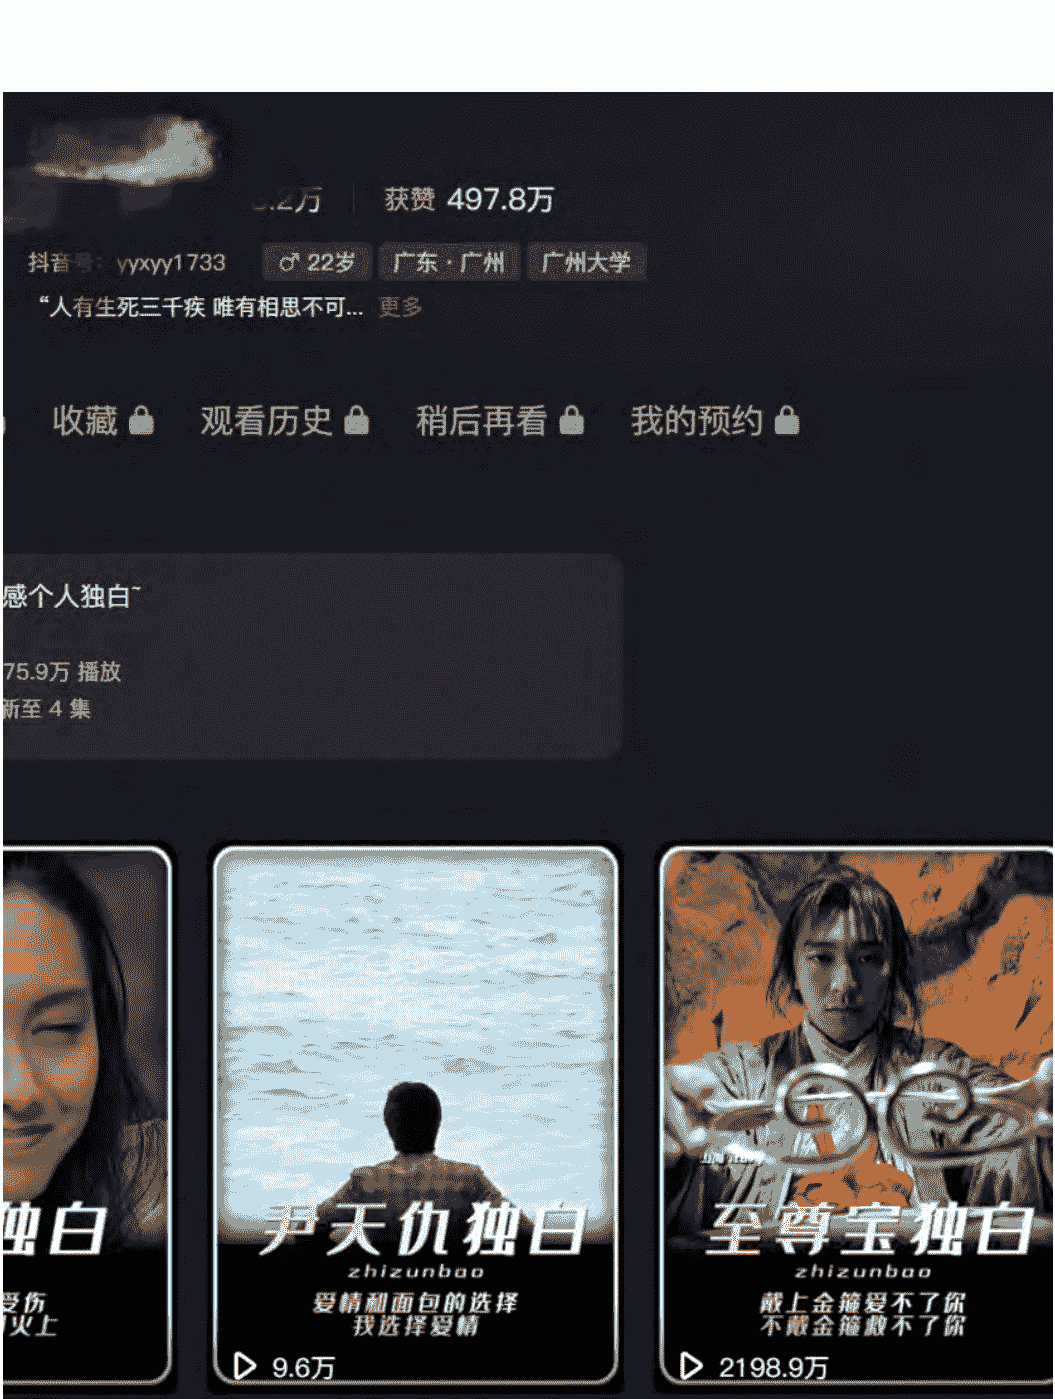 .2万 获赞 497.8万
抖音号: yyxyy1733 ♂ 22岁 广东·广州 广州大学
“人有生死三千疾 唯有相思不可... 更多
收藏 观看历史 稍后再看 我的预约
感个人独白~
75.9万 播放
新至 4 集
独白
受伤
火上
尹天仇独白
zhizunbao
爱情和面包的选择
我选择爱情
9.6万
至尊宝独白
zhizunbao
戴上金箍爱不了你
不戴金箍救不了你
2198.9万